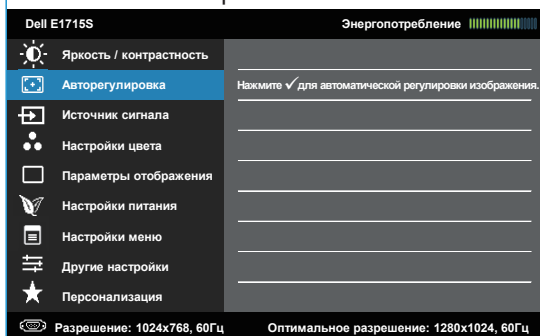 Dell E1715S Энергопотребление
Яркость / контрастность
Авторегулировка Нажмите ✓ для автоматической регулировки изображения.
Источник сигнала
Настройки цвета
Параметры отображения
Настройки питания
Настройки меню
Другие настройки
Персонализация
Разрешение: 1024x768, 60Гц Оптимальное разрешение: 1280x1024, 60Гц